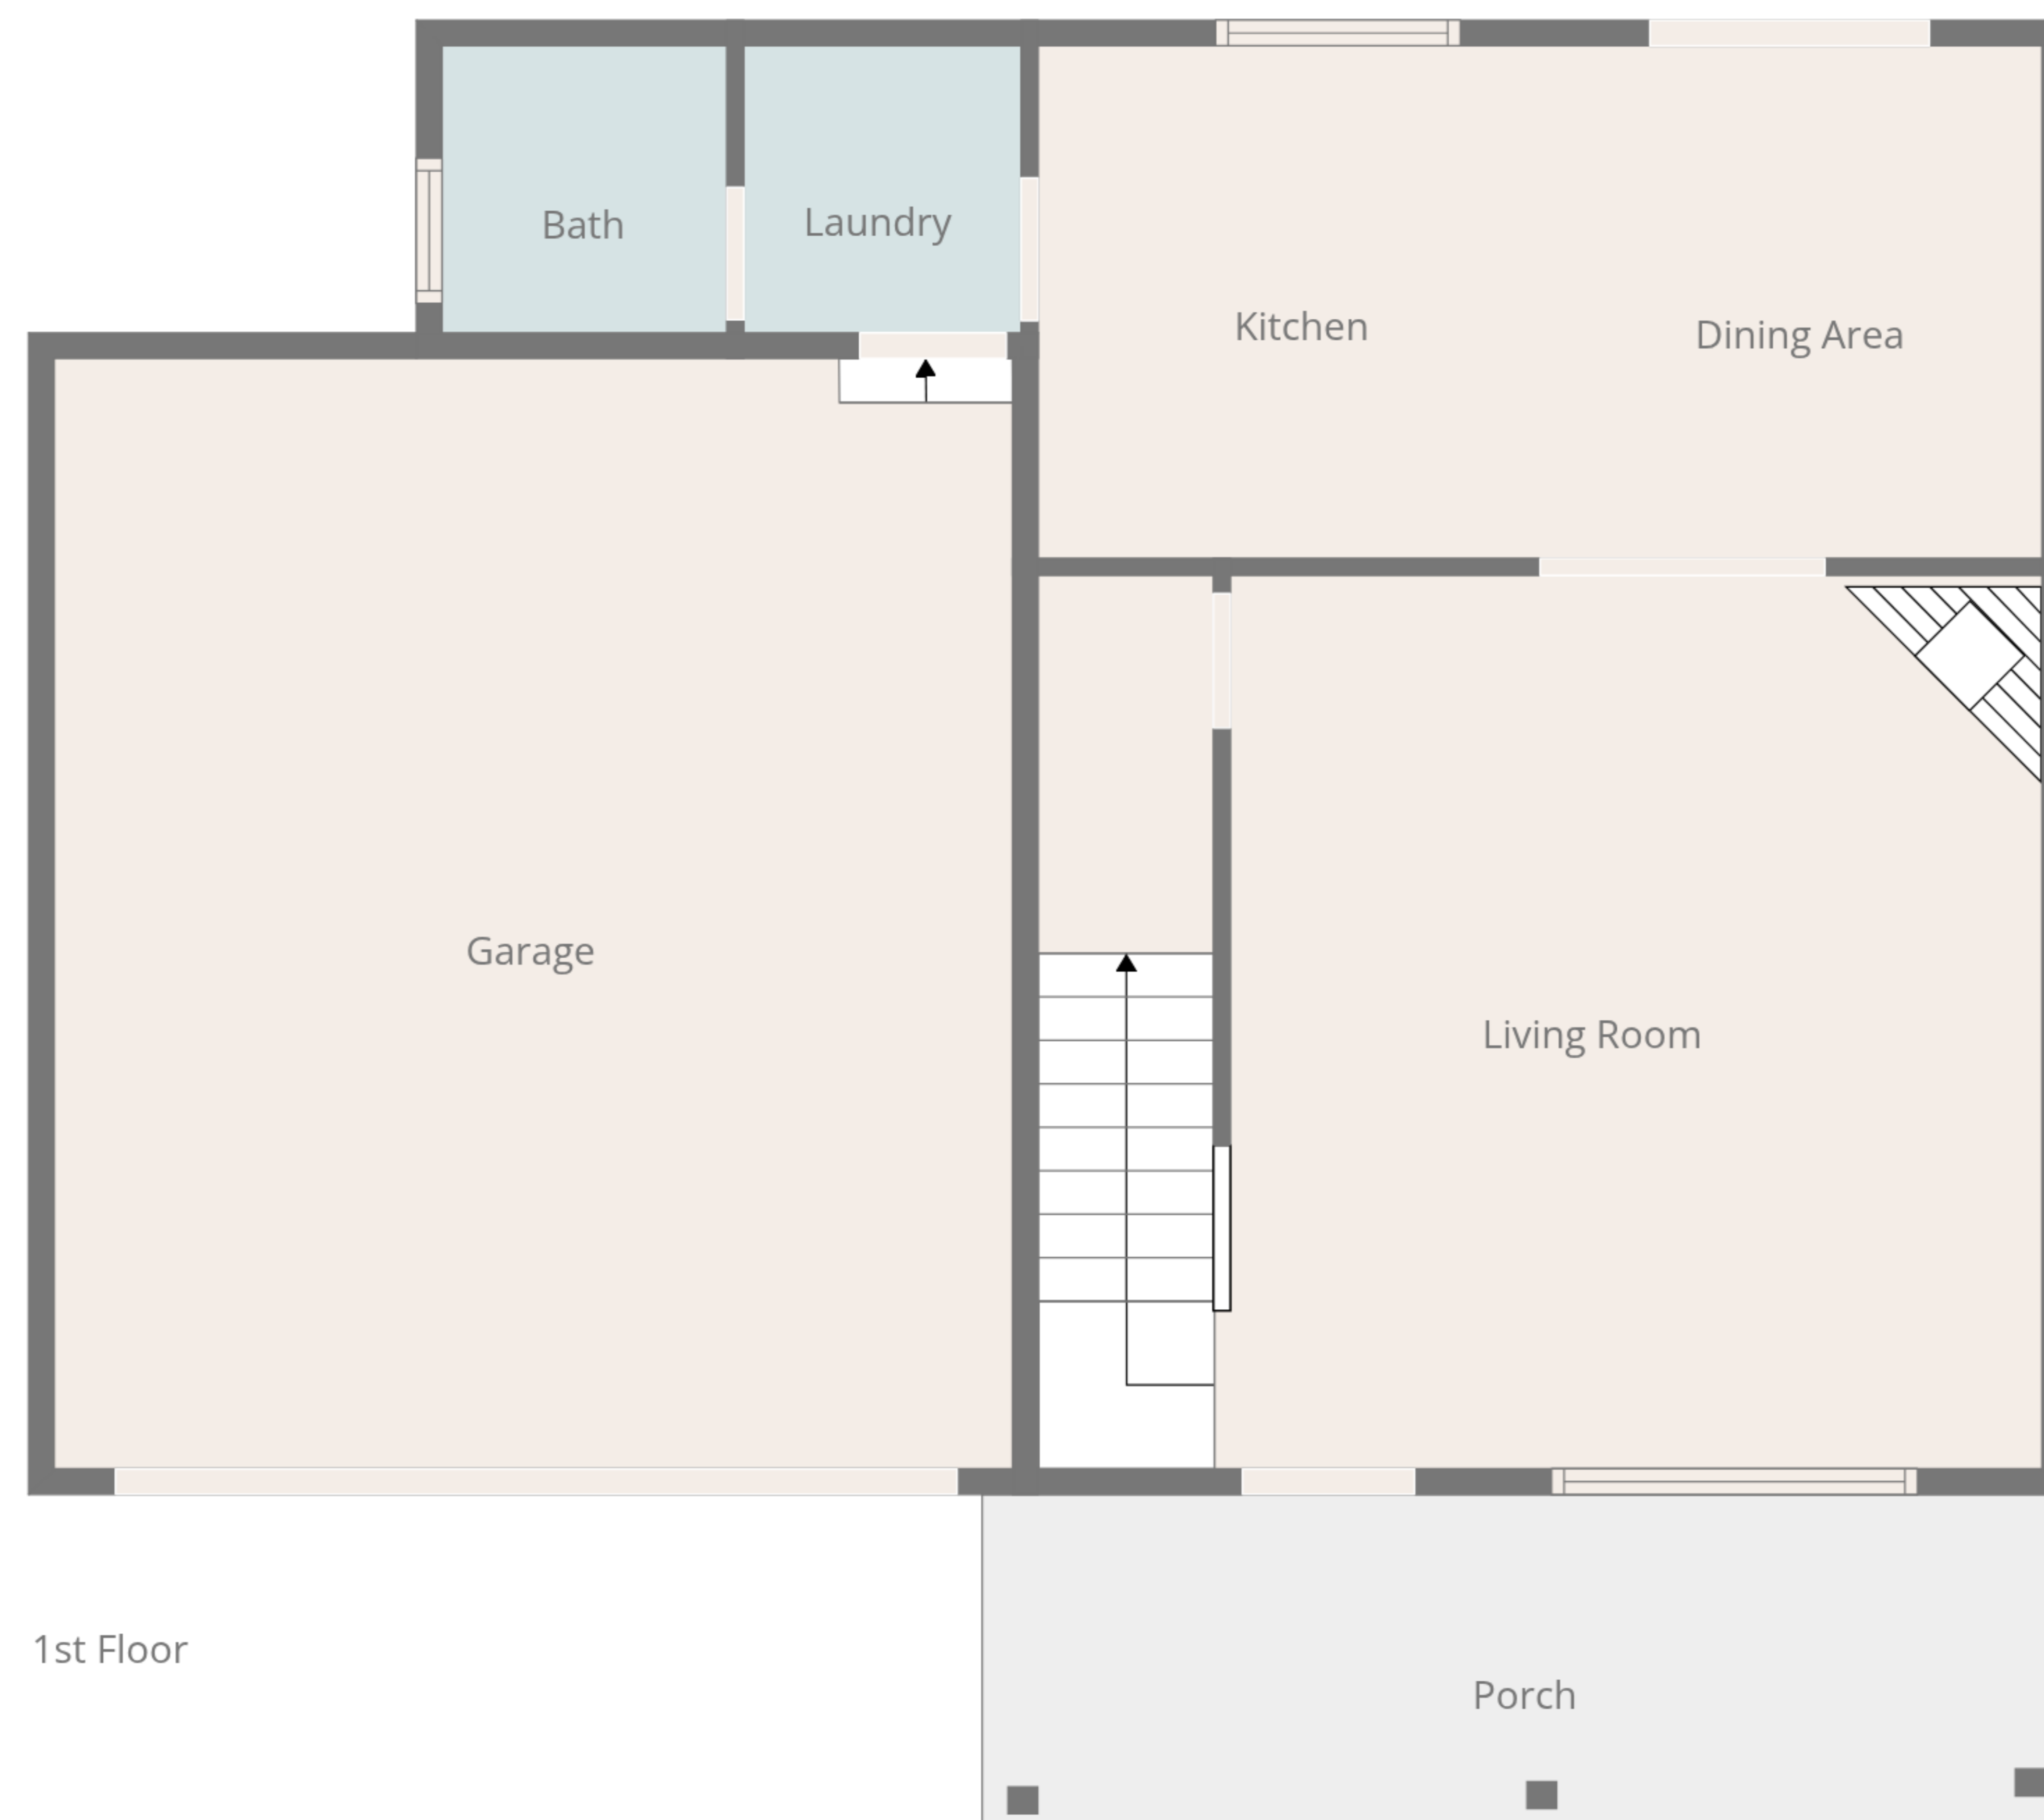 Bath
Laundry
Kitchen
Dining Area
Garage
Living Room
1st Floor
Porch